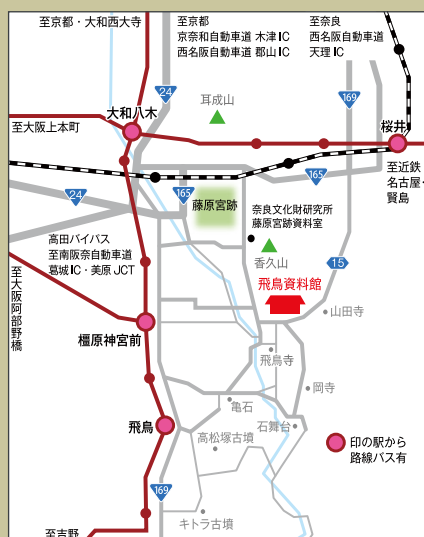 至京都・大和西大寺
至京都
京奈和自動車道 木津IC
西名阪自動車道 郡山IC
至奈良
西名阪自動車道
天理IC
24
169
耳成山
大和八木
桜井
至大阪上本町
至近鉄
名古屋・
賢島
24
165
165
藤原宮跡
奈良文化財研究所
藤原宮跡資料室
高田バイパス
至南阪奈自動車道
葛城IC・美原JCT
香久山
15
至大阪阿部野橋
飛鳥資料館
山田寺
橿原神宮前
飛鳥寺
岡寺
亀石
飛鳥
石舞台
高松塚古墳
印の駅から
路線バス有
169
キトラ古墳
至吉野